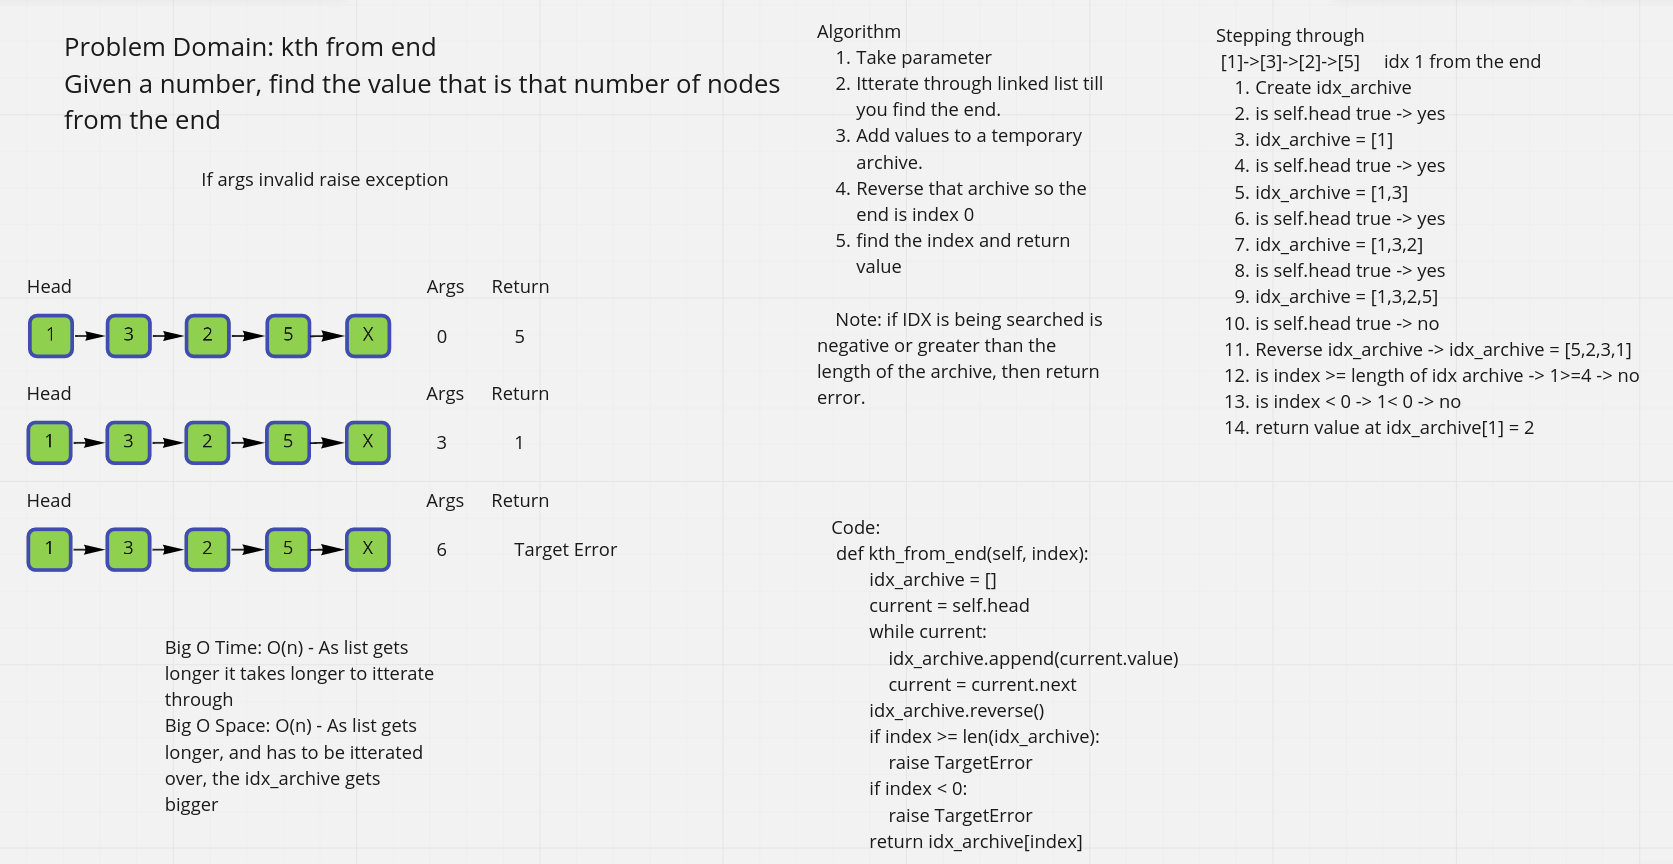 Problem Domain: kth from end
Given a number, find the value that is that number of nodes
from the end
If args invalid raise exception
Head
Args Return
1 3 2 5 X
0 5
Head
Args Return
1 3 2 5 X
3 1
Head
Args Return
1 3 2 5 X
6 Target Error
Big O Time: O(n) - As list gets
longer it takes longer to itterate
through
Big O Space: O(n) - As list gets
longer, and has to be itterated
over, the idx_archive gets
bigger
Algorithm
1. Take parameter
2. Itterate through linked list till
you find the end.
3. Add values to a temporary
archive.
4. Reverse that archive so the
end is index 0
5. find the index and return
value
Note: if IDX is being searched is
negative or greater than the
length of the archive, then return
error.
Code:
def kth_from_end(self, index):
idx_archive = []
current = self.head
while current:
idx_archive.append(current.value)
current = current.next
idx_archive.reverse()
if index >= len(idx_archive):
raise TargetError
if index < 0:
raise TargetError
return idx_archive[index]
Stepping through
[1]->[3]->[2]->[5] idx 1 from the end
1. Create idx_archive
2. is self.head true -> yes
3. idx_archive = [1]
4. is self.head true -> yes
5. idx_archive = [1,3]
6. is self.head true -> yes
7. idx_archive = [1,3,2]
8. is self.head true -> yes
9. idx_archive = [1,3,2,5]
10. is self.head true -> no
11. Reverse idx_archive -> idx_archive = [5,2,3,1]
12. is index >= length of idx archive -> 1>=4 -> no
13. is index < 0 -> 1< 0 -> no
14. return value at idx_archive[1] = 2